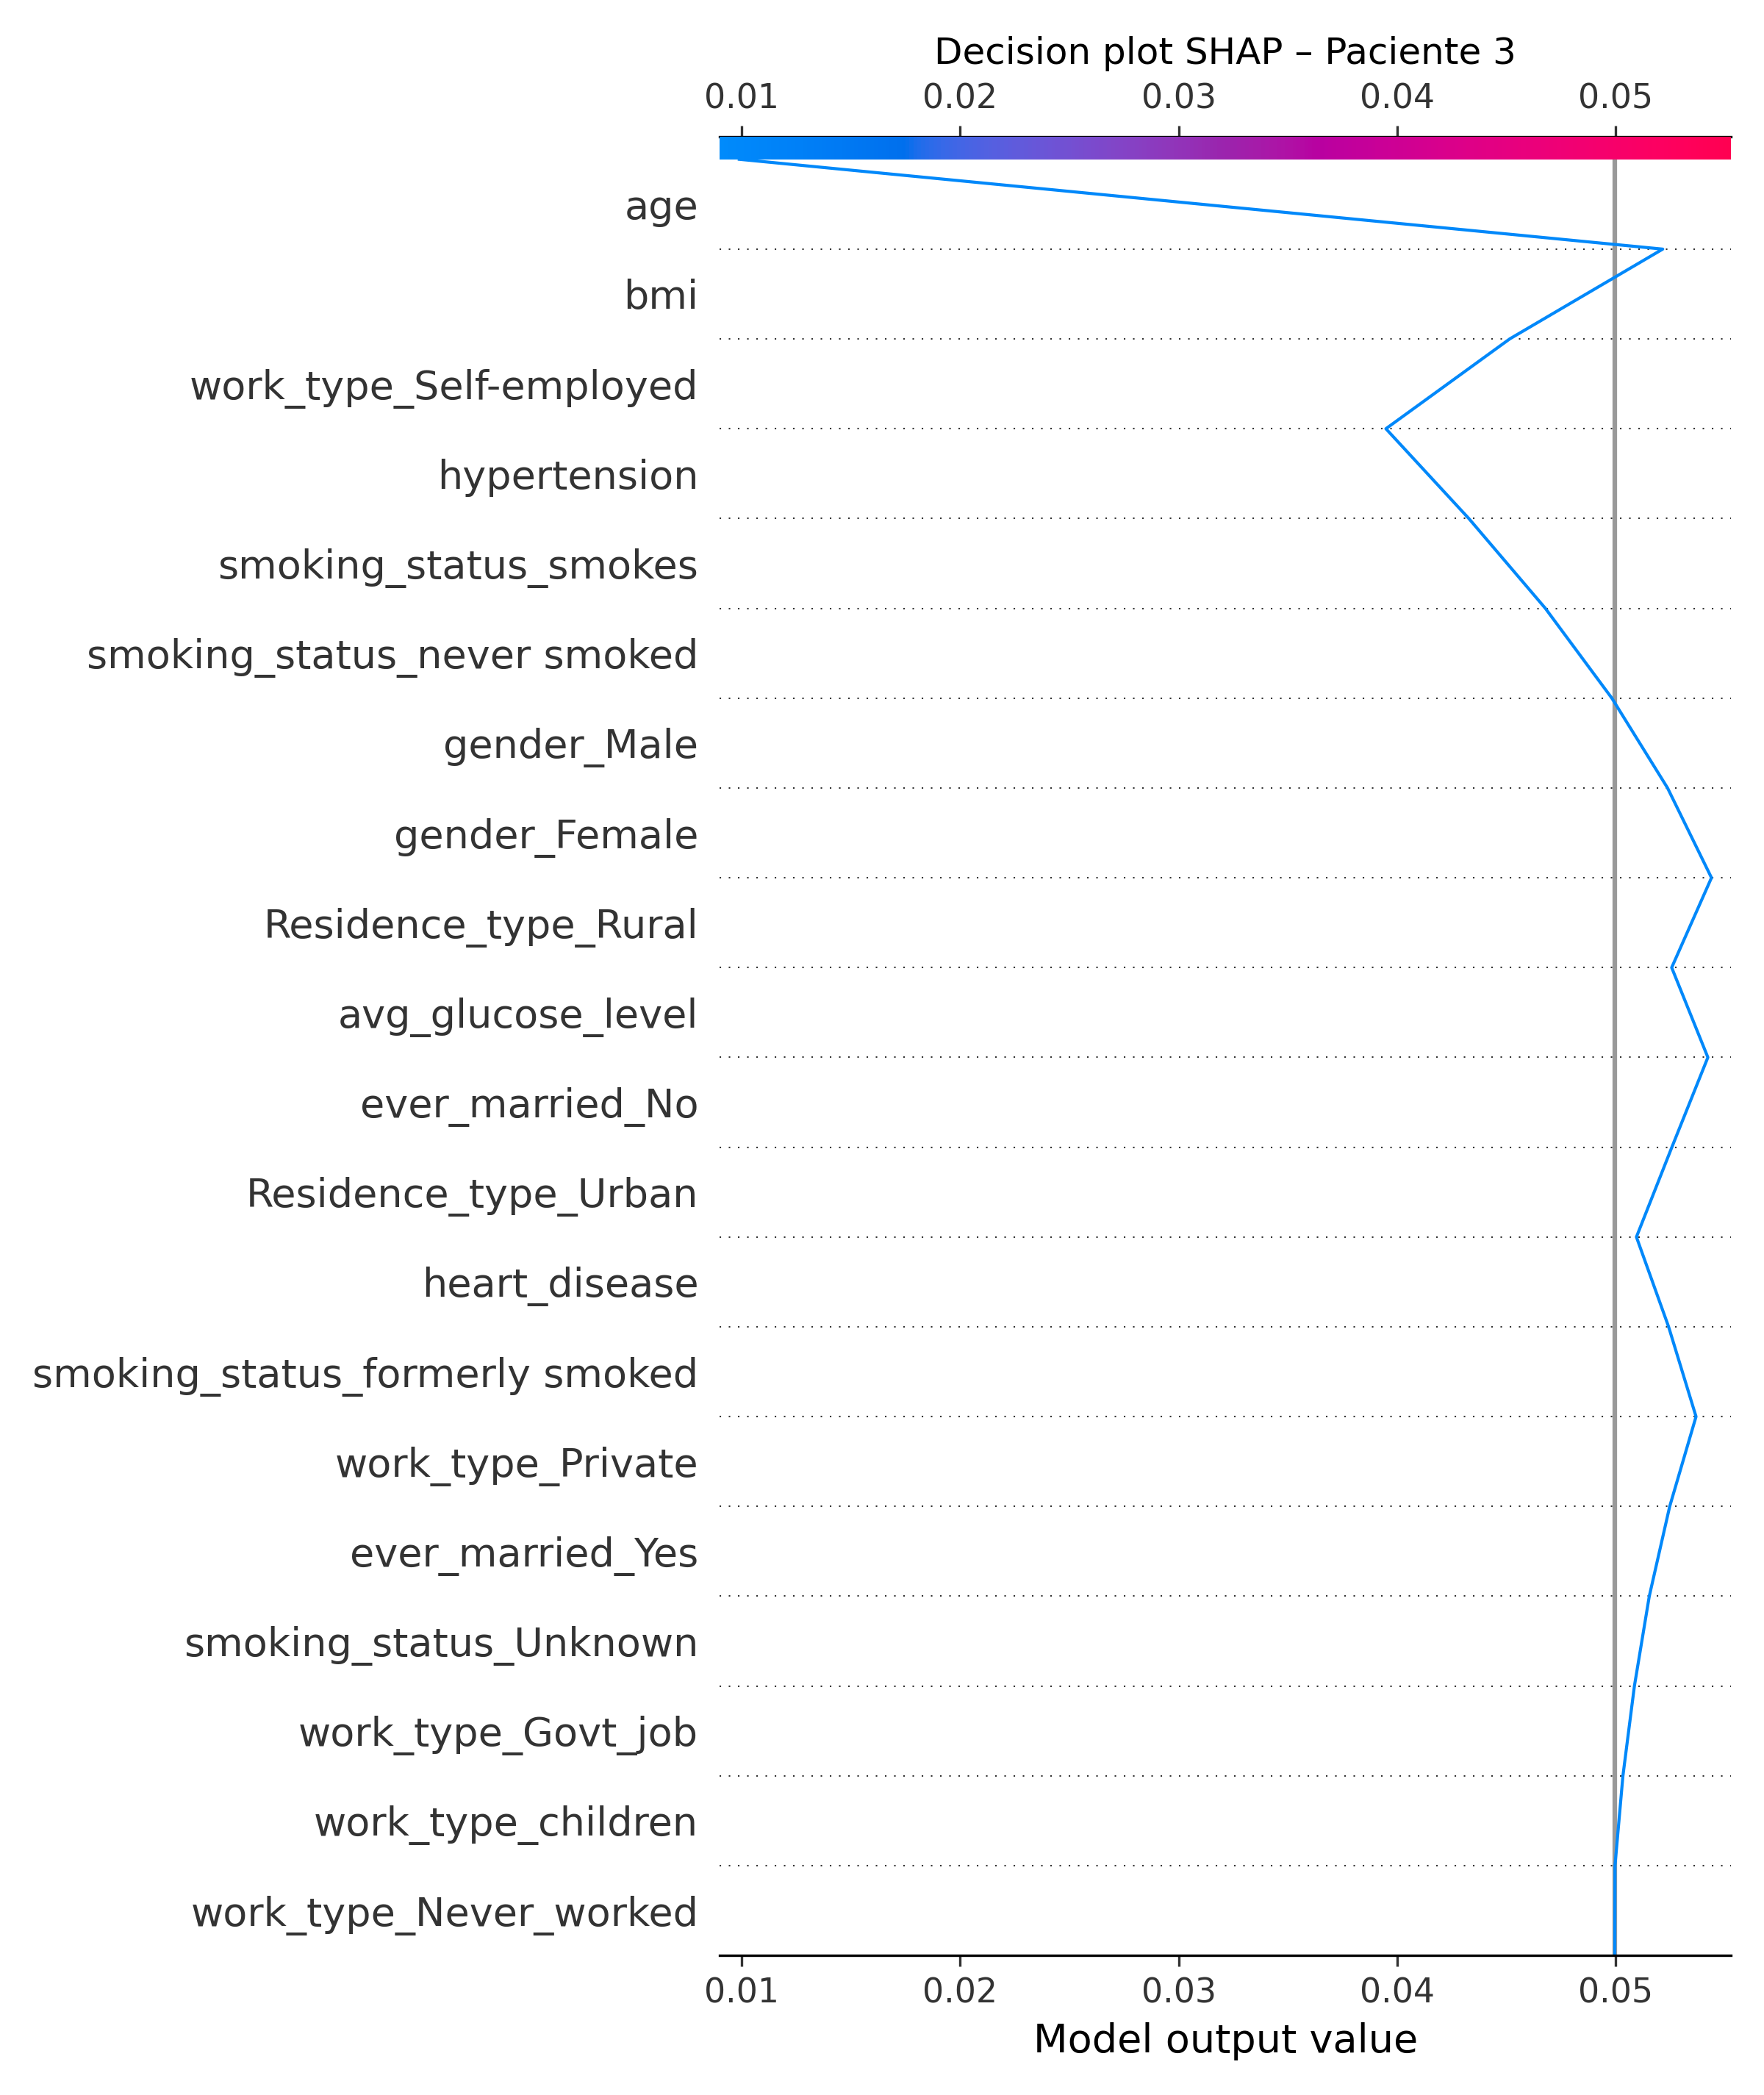 Decision plot SHAP – Paciente 3
0.01 0.02 0.03 0.04 0.05
age
bmi
work_type_Self-employed
hypertension
smoking_status_smokes
smoking_status_never smoked
gender_Male
gender_Female
Residence_type_Rural
avg_glucose_level
ever_married_No
Residence_type_Urban
heart_disease
smoking_status_formerly smoked
work_type_Private
ever_married_Yes
smoking_status_Unknown
work_type_Govt_job
work_type_children
work_type_Never_worked
0.01 0.02 0.03 0.04 0.05
Model output value